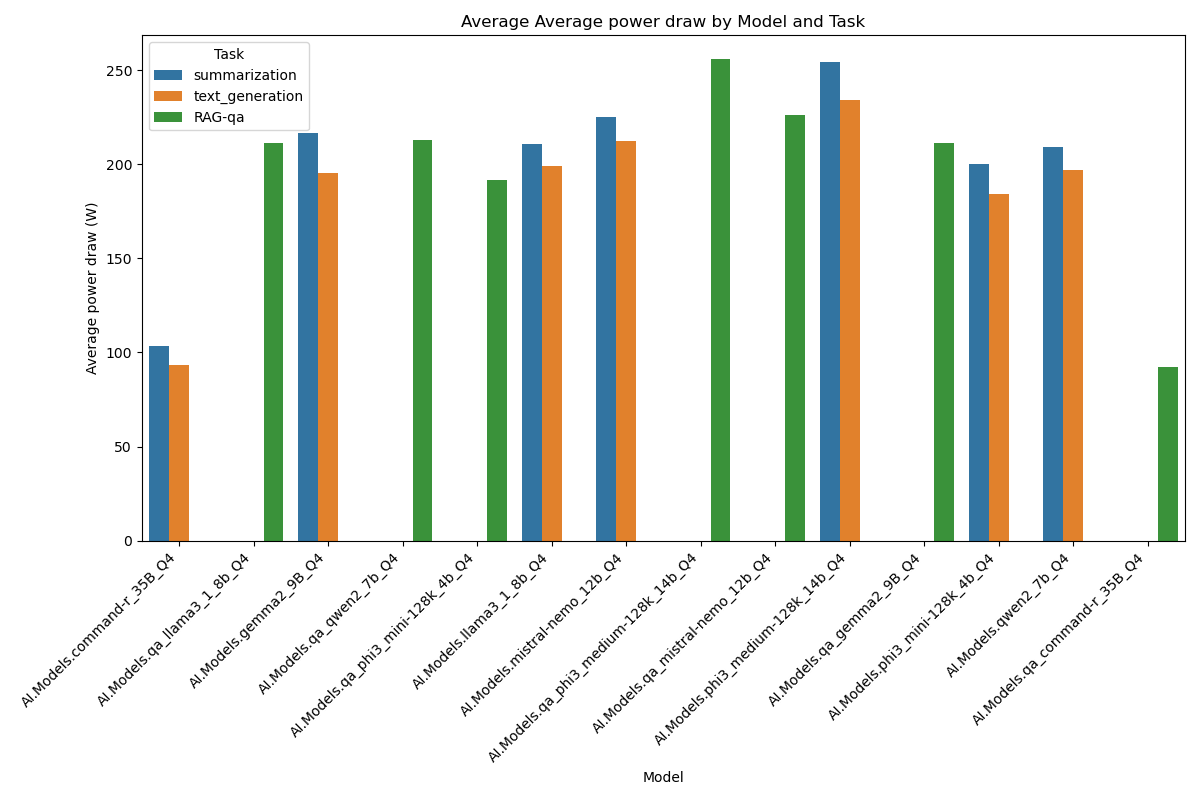 Average Average power draw by Model and Task
Task
summarization
text_generation
RAG-qa
Average power draw (W)
250
200
150
100
50
0
AI.Models.command-r_35B_Q4
AI.Models.qa_llama3_1_8b_Q4
AI.Models.gemma2_9B_Q4
AI.Models.qa_qwen2_7b_Q4
AI.Models.qa_phi3_mini-128k_4b_Q4
AI.Models.llama3_1_8b_Q4
AI.Models.mistral-nemo_12b_Q4
AI.Models.qa_phi3_medium-128k_14b_Q4
AI.Models.qa_mistral-nemo_12b_Q4
AI.Models.phi3_medium-128k_14b_Q4
AI.Models.qa_gemma2_9B_Q4
AI.Models.phi3_mini-128k_4b_Q4
AI.Models.qwen2_7b_Q4
AI.Models.qa_command-r_35B_Q4
Model